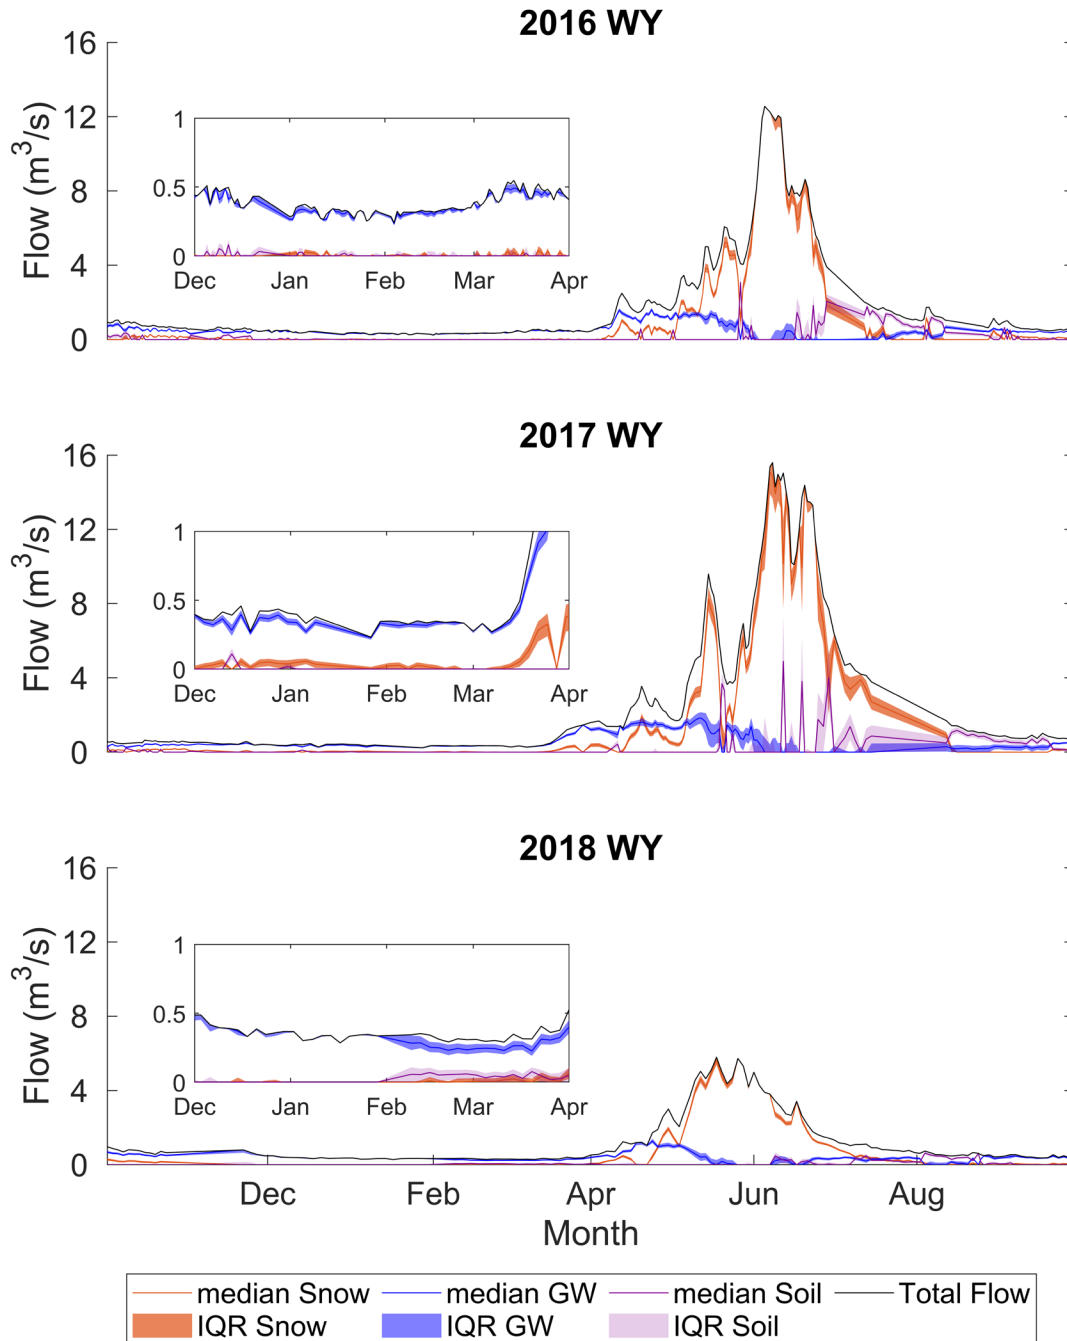 2016 WY
16
12
8
4
0
Flow (m³/s)
1
0.5
0
Dec Jan Feb Mar Apr
2017 WY
16
12
8
4
0
Flow (m³/s)
1
0.5
0
Dec Jan Feb Mar Apr
2018 WY
16
12
8
4
0
Flow (m³/s)
1
0.5
0
Dec Jan Feb Mar Apr
Dec Feb Apr Jun Aug
Month
median Snow median GW median Soil Total Flow
IQR Snow IQR GW IQR Soil